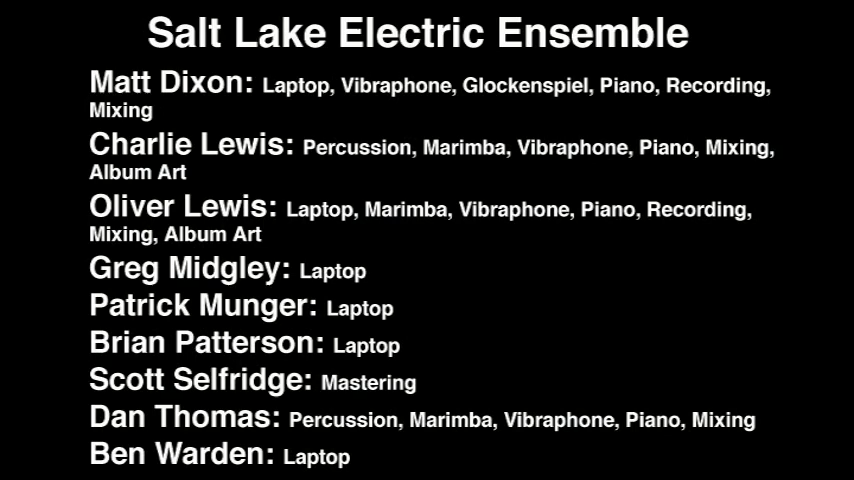 Salt Lake Electric Ensemble
Matt Dixon: Laptop, Vibraphone, Glockenspiel, Piano, Recording,
Mixing
Charlie Lewis: Percussion, Marimba, Vibraphone, Piano, Mixing,
Album Art
Oliver Lewis: Laptop, Marimba, Vibraphone, Piano, Recording,
Mixing, Album Art
Greg Midgley: Laptop
Patrick Munger: Laptop
Brian Patterson: Laptop
Scott Selfridge: Mastering
Dan Thomas: Percussion, Marimba, Vibraphone, Piano, Mixing
Ben Warden: Laptop